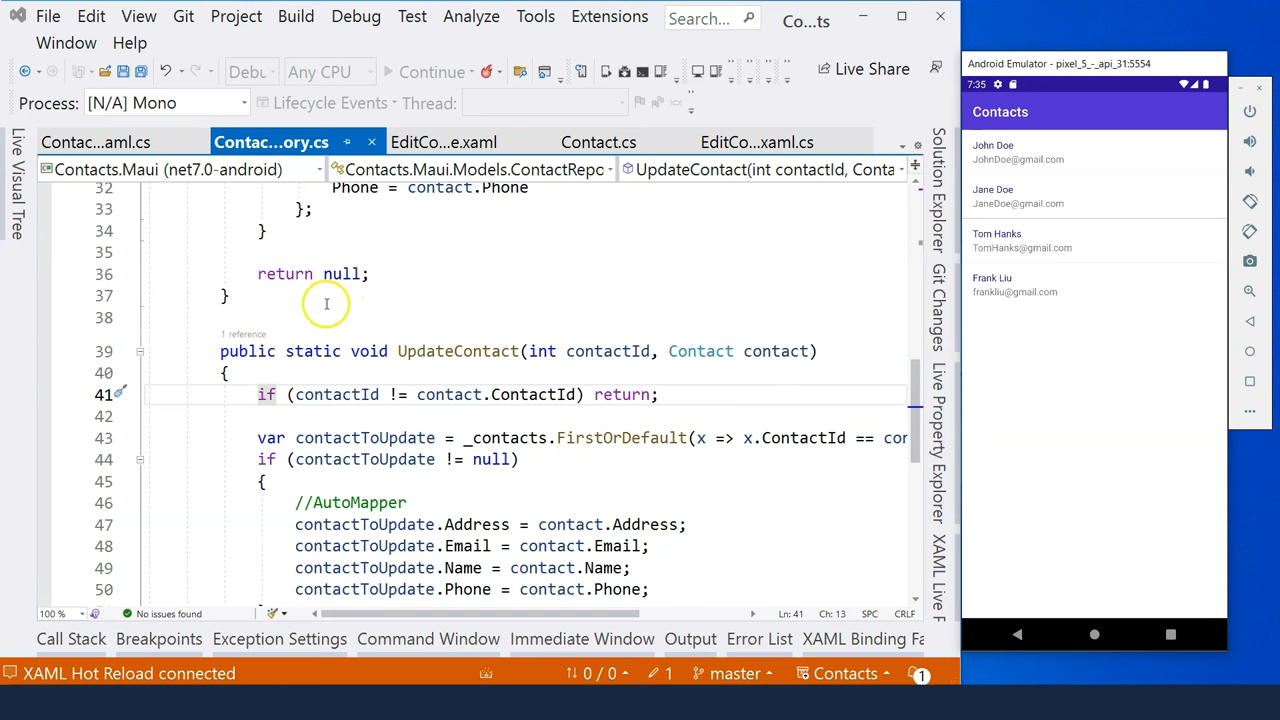 File Edit View Git Project Build Debug Test Analyze Tools Extensions Search... Co...ts
Window Help
Debu Any CPU Continue Live Share
Process: [N/A] Mono Lifecycle Events Thread:
Contac...aml.cs Contac...ory.cs EditCo...e.xaml Contact.cs EditCo...xaml.cs
Contacts.Maui (net7.0-android) Contacts.Maui.Models.ContactRepo UpdateContact(int contactId, Conta
Live Visual Tree
32 Phone = contact.Phone
33 };
34 }
35
36 return null;
37 }
38
1 reference
39 public static void UpdateContact(int contactId, Contact contact)
40 {
41 if (contactId != contact.ContactId) return;
42
43 var contactToUpdate = _contacts.FirstOrDefault(x => x.ContactId == con
44 if (contactToUpdate != null)
45 {
46 //AutoMapper
47 contactToUpdate.Address = contact.Address;
48 contactToUpdate.Email = contact.Email;
49 contactToUpdate.Name = contact.Name;
50 contactToUpdate.Phone = contact.Phone;
100 % No issues found Ln: 41 Ch: 13 SPC CRLF
Solution Explorer
Git Changes
Live Property Explorer
XAML Live F
Call Stack Breakpoints Exception Settings Command Window Immediate Window Output Error List XAML Binding Fa
XAML Hot Reload connected 0 / 0 1 master Contacts 1
Android Emulator - pixel_5_-_api_31:5554
7:35
Contacts
John Doe
JohnDoe@gmail.com
Jane Doe
JaneDoe@gmail.com
Tom Hanks
TomHanks@gmail.com
Frank Liu
frankliu@gmail.com